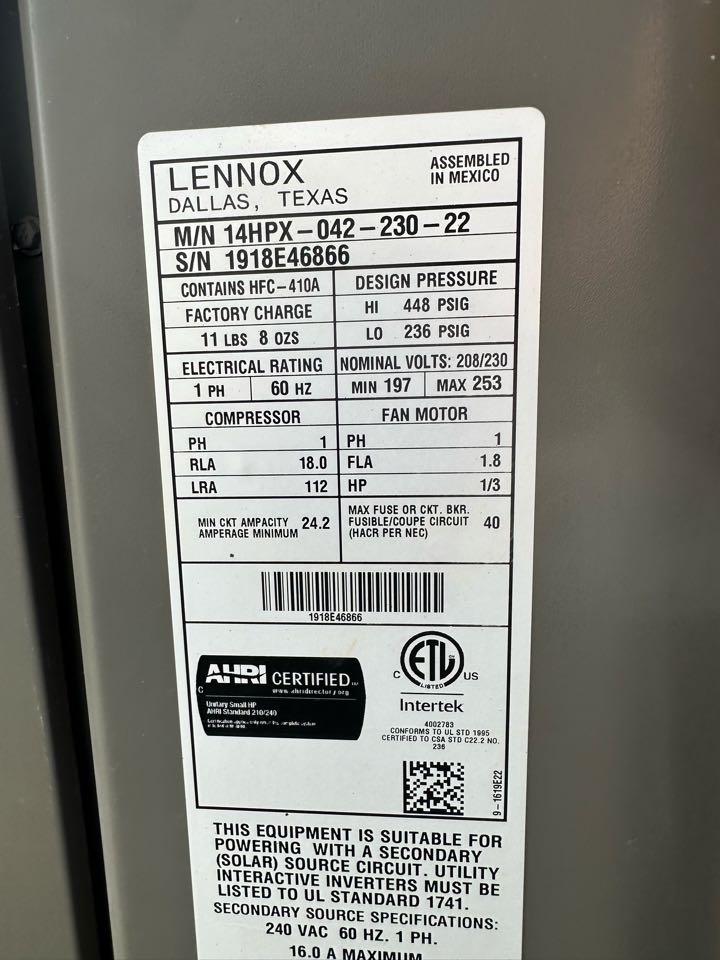 LENNOX
DALLAS, TEXAS
ASSEMBLED
IN MEXICO
M/N 14HPX-042-230-22
S/N 1918E46866
CONTAINS HFC-410A
FACTORY CHARGE
11 LBS 8 OZS
DESIGN PRESSURE
HI 448 PSIG
LO 236 PSIG
ELECTRICAL RATING
NOMINAL VOLTS: 208/230
1 PH 60 HZ
MIN 197 MAX 253
COMPRESSOR
PH 1
RLA 18.0
LRA 112
FAN MOTOR
PH 1
FLA 1.8
HP 1/3
MIN CKT AMPACITY
AMPERAGE MINIMUM
24.2
MAX FUSE OR CKT. BKR.
FUSIBLE/COUPE CIRCUIT
(HACR PER NEC)
40
1918E46866
C
AHRI CERTIFIED
www.ahridirectory.org
Unitary Small HP
AHRI Standard 210/240
C ETL US
LISTED
Intertek
4002783
CONFORMS TO UL STD 1995
CERTIFIED TO CSA STD C22.2 NO.
236
9-1619E22
THIS EQUIPMENT IS SUITABLE FOR
POWERING WITH A SECONDARY
(SOLAR) SOURCE CIRCUIT. UTILITY
INTERACTIVE INVERTERS MUST BE
LISTED TO UL STANDARD 1741.
SECONDARY SOURCE SPECIFICATIONS:
240 VAC 60 HZ. 1 PH.
16.0 A MAXIMUM